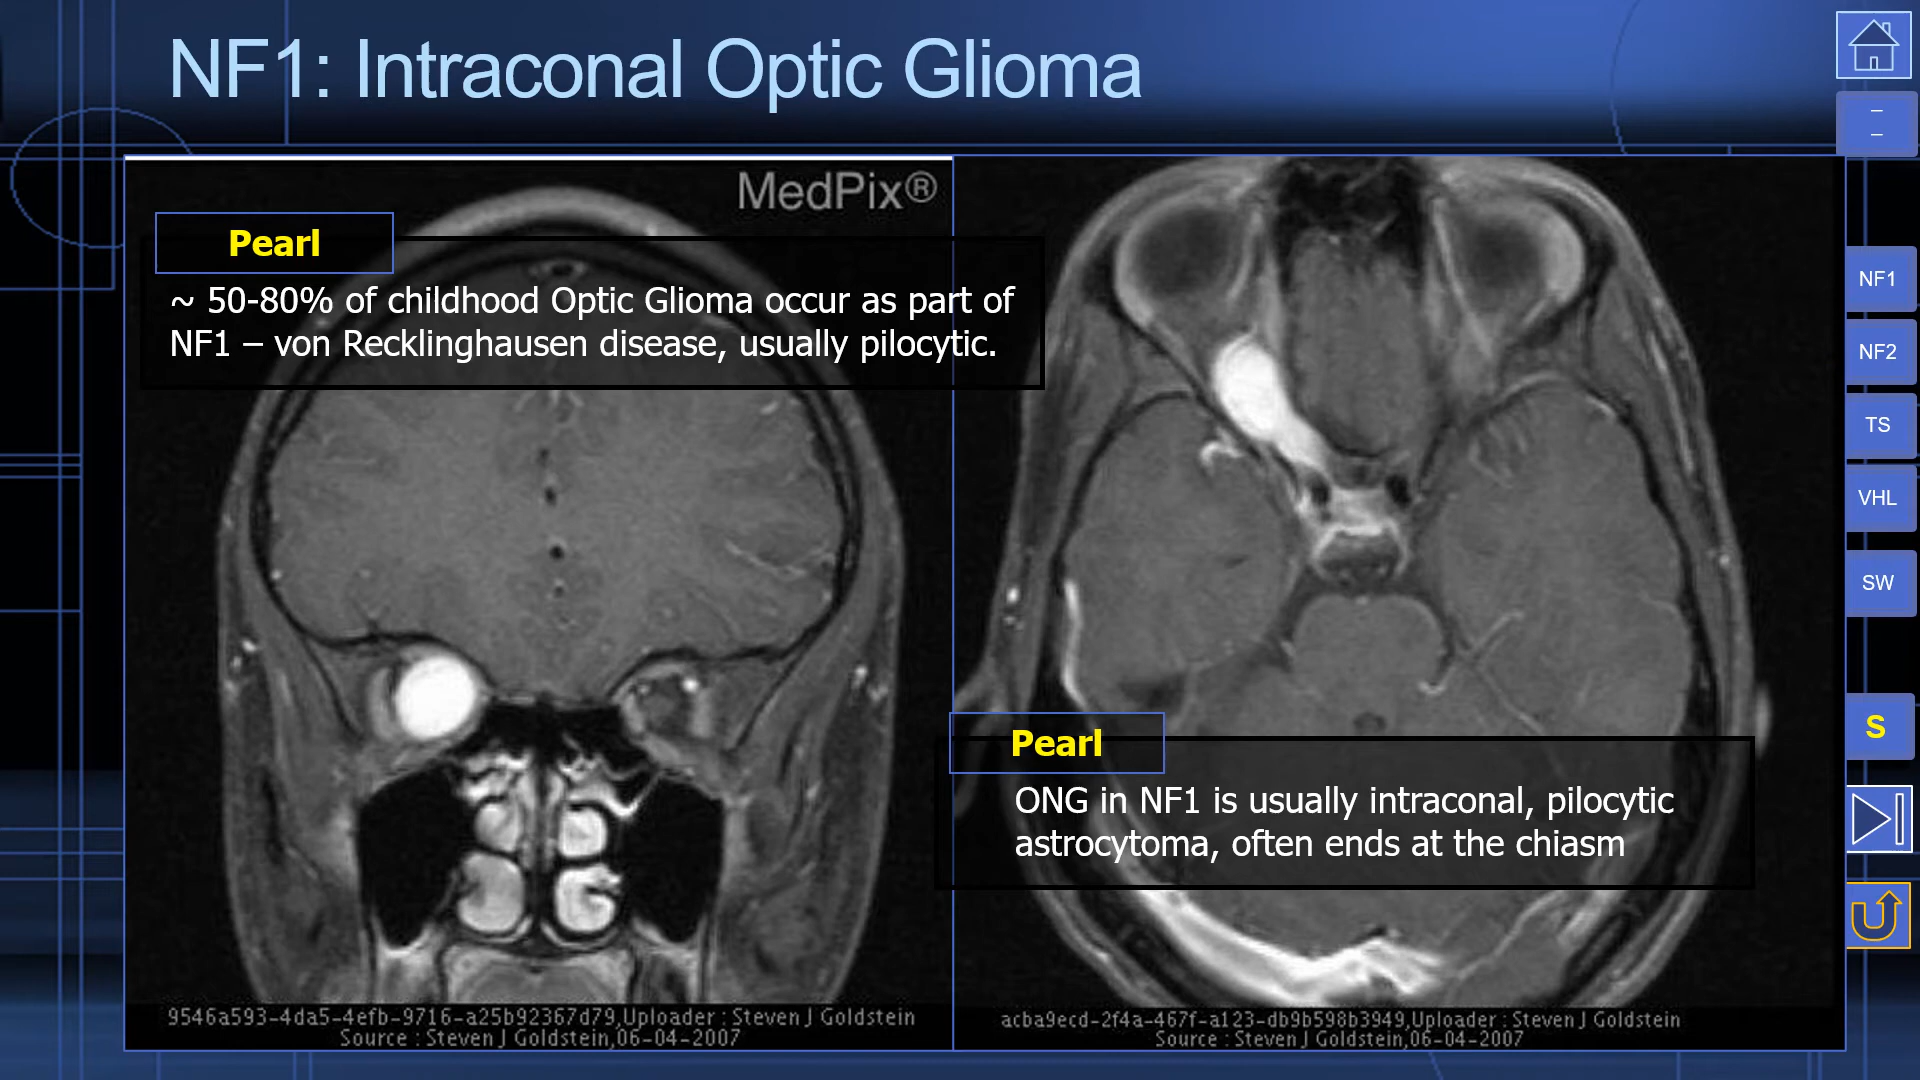 NF1: Intraconal Optic Glioma
MedPix®
Pearl
~ 50-80% of childhood Optic Glioma occur as part of
NF1 – von Recklinghausen disease, usually pilocytic.
Pearl
ONG in NF1 is usually intraconal, pilocytic
astrocytoma, often ends at the chiasm
9546a593-4da5-4efb-9716-a25b92367d79,Uploader : Steven J Goldstein
Source : Steven J Goldstein,06-04-2007
acba9ecd-2f4a-467f-a123-db9b598b3949,Uploader : Steven J Goldstein
Source : Steven J Goldstein,06-04-2007
NF1
NF2
TS
VHL
SW
S